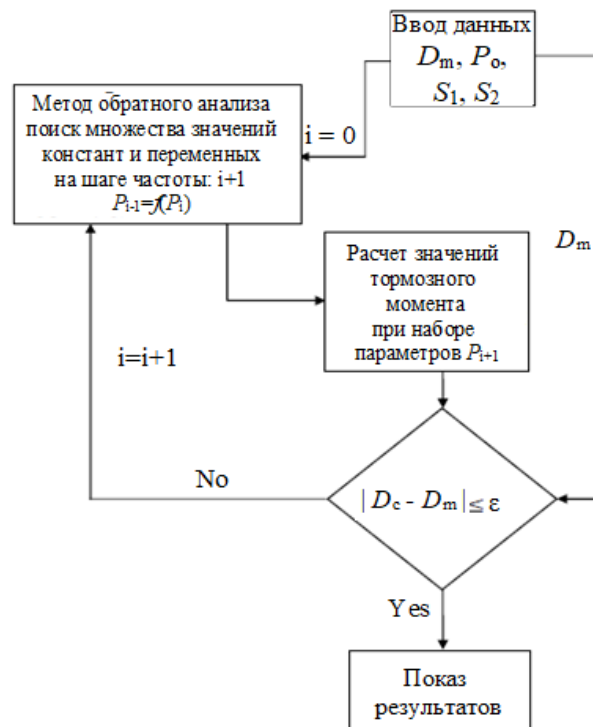 Ввод данных
Dm, Po,
S1, S2
Метод обратного анализа
поиск множества значений
констант и переменных
на шаге частоты: i+1
Pi-1=f(Pi)
i = 0
Расчет значений
тормозного
момента
при наборе
параметров Pi+1
Dm
i=i+1
No
| Dc - Dm | ≤ ε
Yes
Показ
результатов